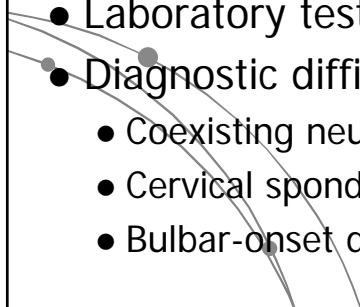 ● Laboratory test
● Diagnostic diffi
● Coexisting neu
● Cervical spond
● Bulbar-onset